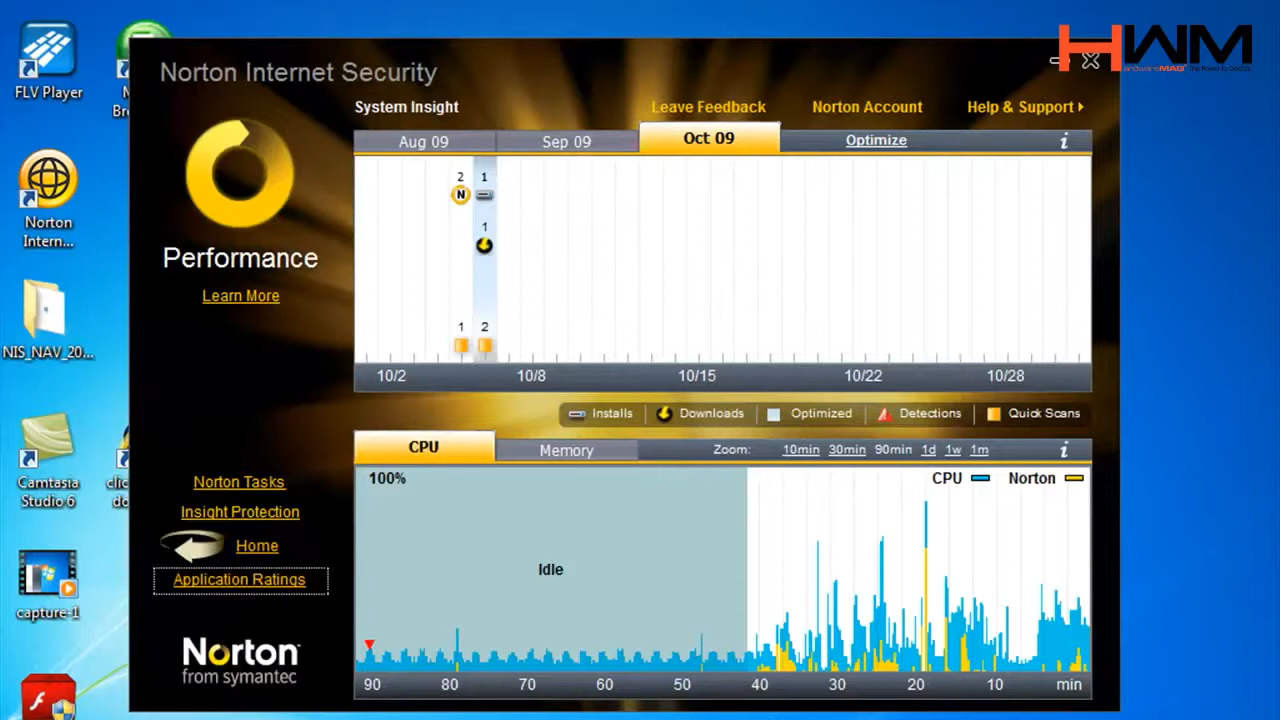 FLV Player
Norton
Intern...
NIS_NAV_20...
Camtasia
Studio 6
capture-1
Norton Internet Security
HWM
System Insight
Leave Feedback
Norton Account
Help & Support
Aug 09
Sep 09
Oct 09
Optimize
i
Performance
Learn More
2
1
N
1
1
2
10/2
10/8
10/15
10/22
10/28
Installs
Downloads
Optimized
Detections
Quick Scans
CPU
Memory
Zoom:
10min
30min
90min
1d
1w
1m
i
100%
CPU
Norton
Idle
90
80
70
60
50
40
30
20
10
min
Norton Tasks
Insight Protection
Home
Application Ratings
Norton
from symantec